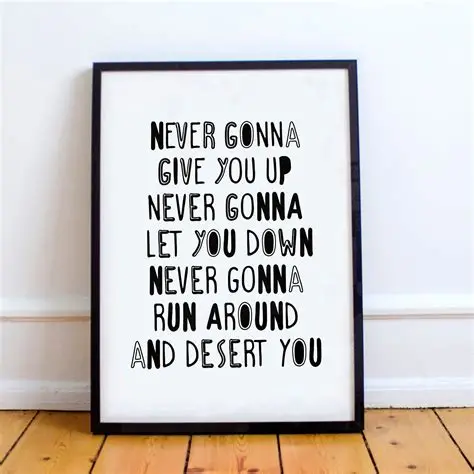 NEVER GONNA
GIVE YOU UP
NEVER GONNA
LET YOU DOWN
NEVER GONNA
RUN AROUND
AND DESERT YOU